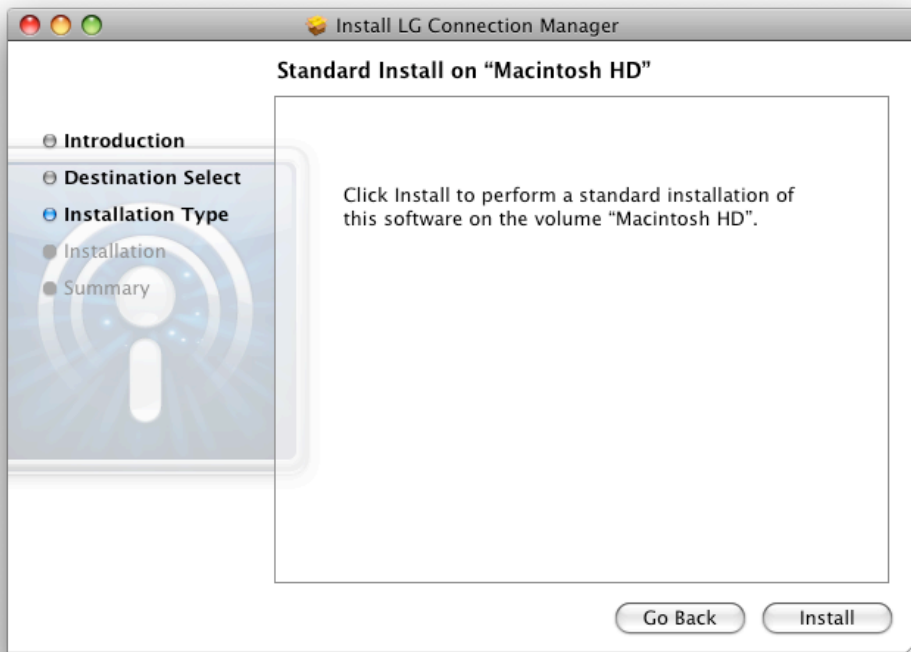 Install LG Connection Manager
Standard Install on “Macintosh HD”
Introduction
Destination Select
Installation Type
Installation
Summary
Click Install to perform a standard installation of
this software on the volume “Macintosh HD”.
Go Back
Install